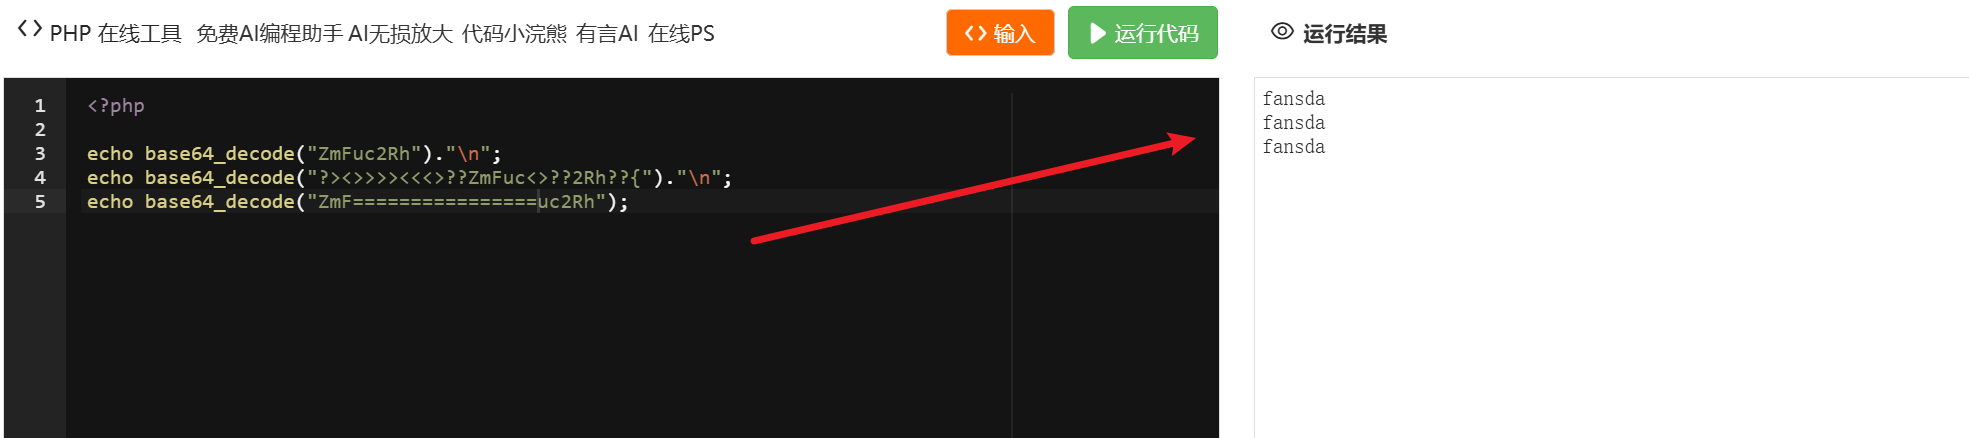 <> PHP 在线工具 免费AI编程助手 AI无损放大 代码小浣熊 有言AI 在线PS
<> 输入
运行代码
运行结果
1 <?php
2
3 echo base64_decode("ZmFuc2Rh")."\n";
4 echo base64_decode("?><>>>><<<>??ZmFuc<>??2Rh??{")."\n";
5 echo base64_decode("ZmF================uc2Rh");
fansda
fansda
fansda